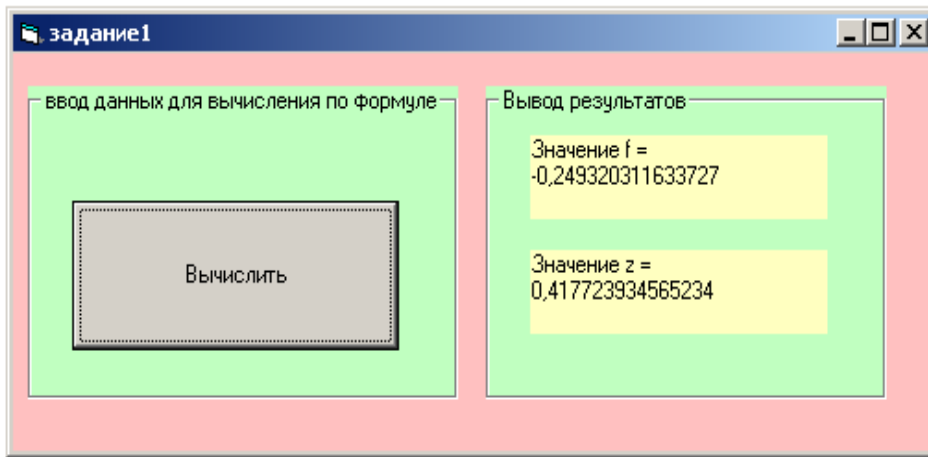 задание1
ввод данных для вычисления по формуле
Вычислить
Вывод результатов
Значение f =
-0,249320311633727
Значение z =
0,417723934565234